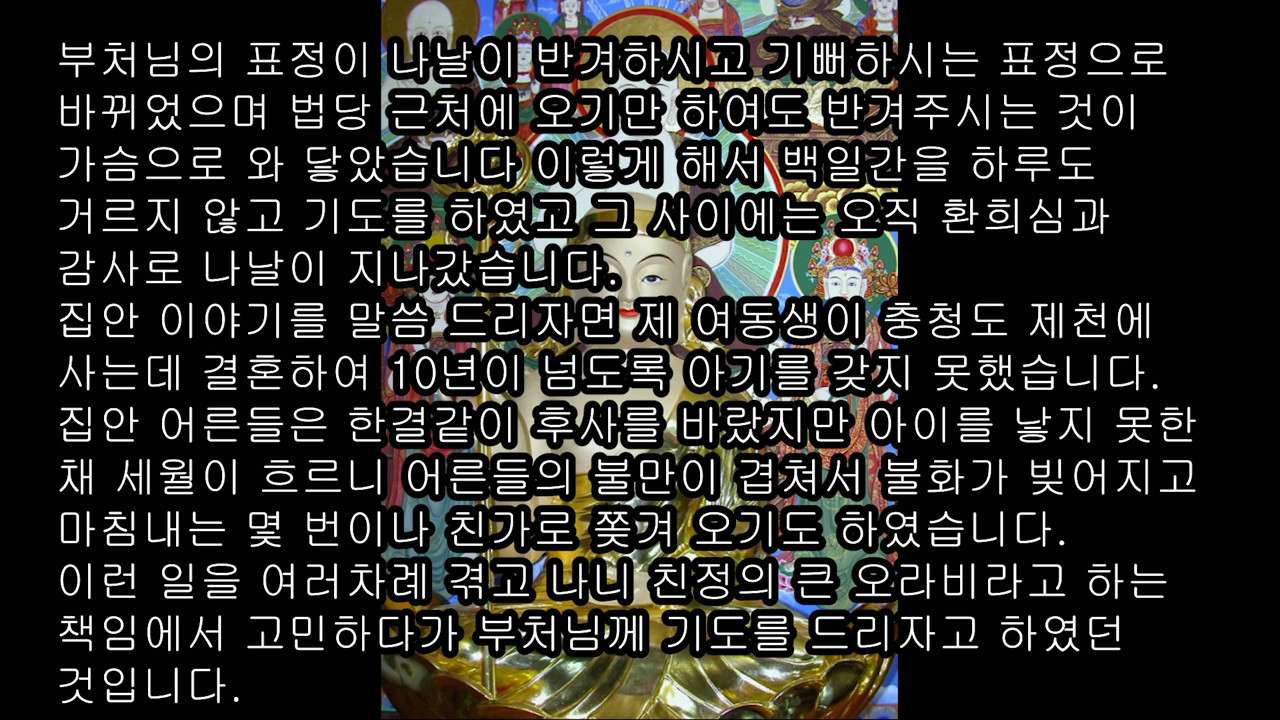 부처님의 표정이 나날이 반겨하시고 기뻐하시는 표정으로
바뀌었으며 법당 근처에 오기만 하여도 반겨주시는 것이
가슴으로 와 닿았습니다 이렇게 해서 백일간을 하루도
거르지 않고 기도를 하였고 그 사이에는 오직 환희심과
감사로 나날이 지나갔습니다.
집안 이야기를 말씀 드리자면 제 여동생이 충청도 제천에
사는데 결혼하여 10년이 넘도록 아기를 갖지 못했습니다.
집안 어른들은 한결같이 후사를 바랐지만 아이를 낳지 못한
채 세월이 흐르니 어른들의 불만이 겹쳐서 불화가 빚어지고
마침내는 몇 번이나 친가로 쫒겨 오기도 하였습니다.
이런 일을 여러차례 겪고 나니 친정의 큰 오라비라고 하는
책임에서 고민하다가 부처님께 기도를 드리자고 하였던
것입니다.